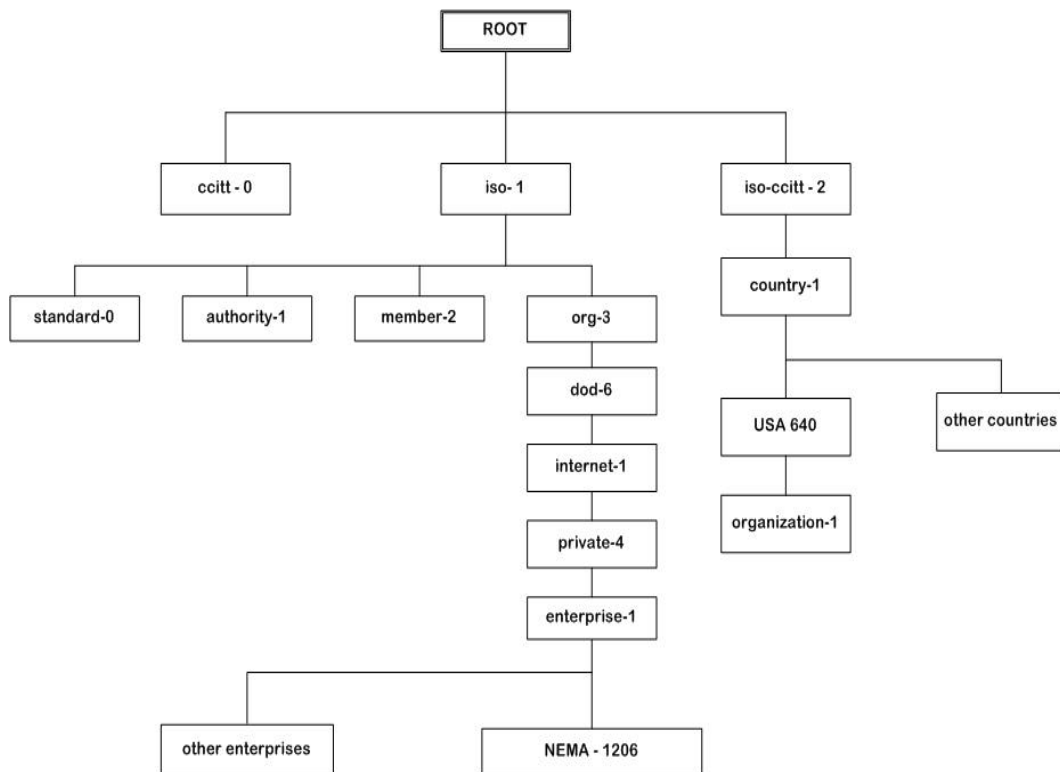 ROOT
ccitt - 0
iso- 1
iso-ccitt - 2
country-1
standard-0
authority-1
member-2
org-3
dod-6
USA 640
other countries
internet-1
organization-1
private-4
enterprise-1
other enterprises
NEMA - 1206